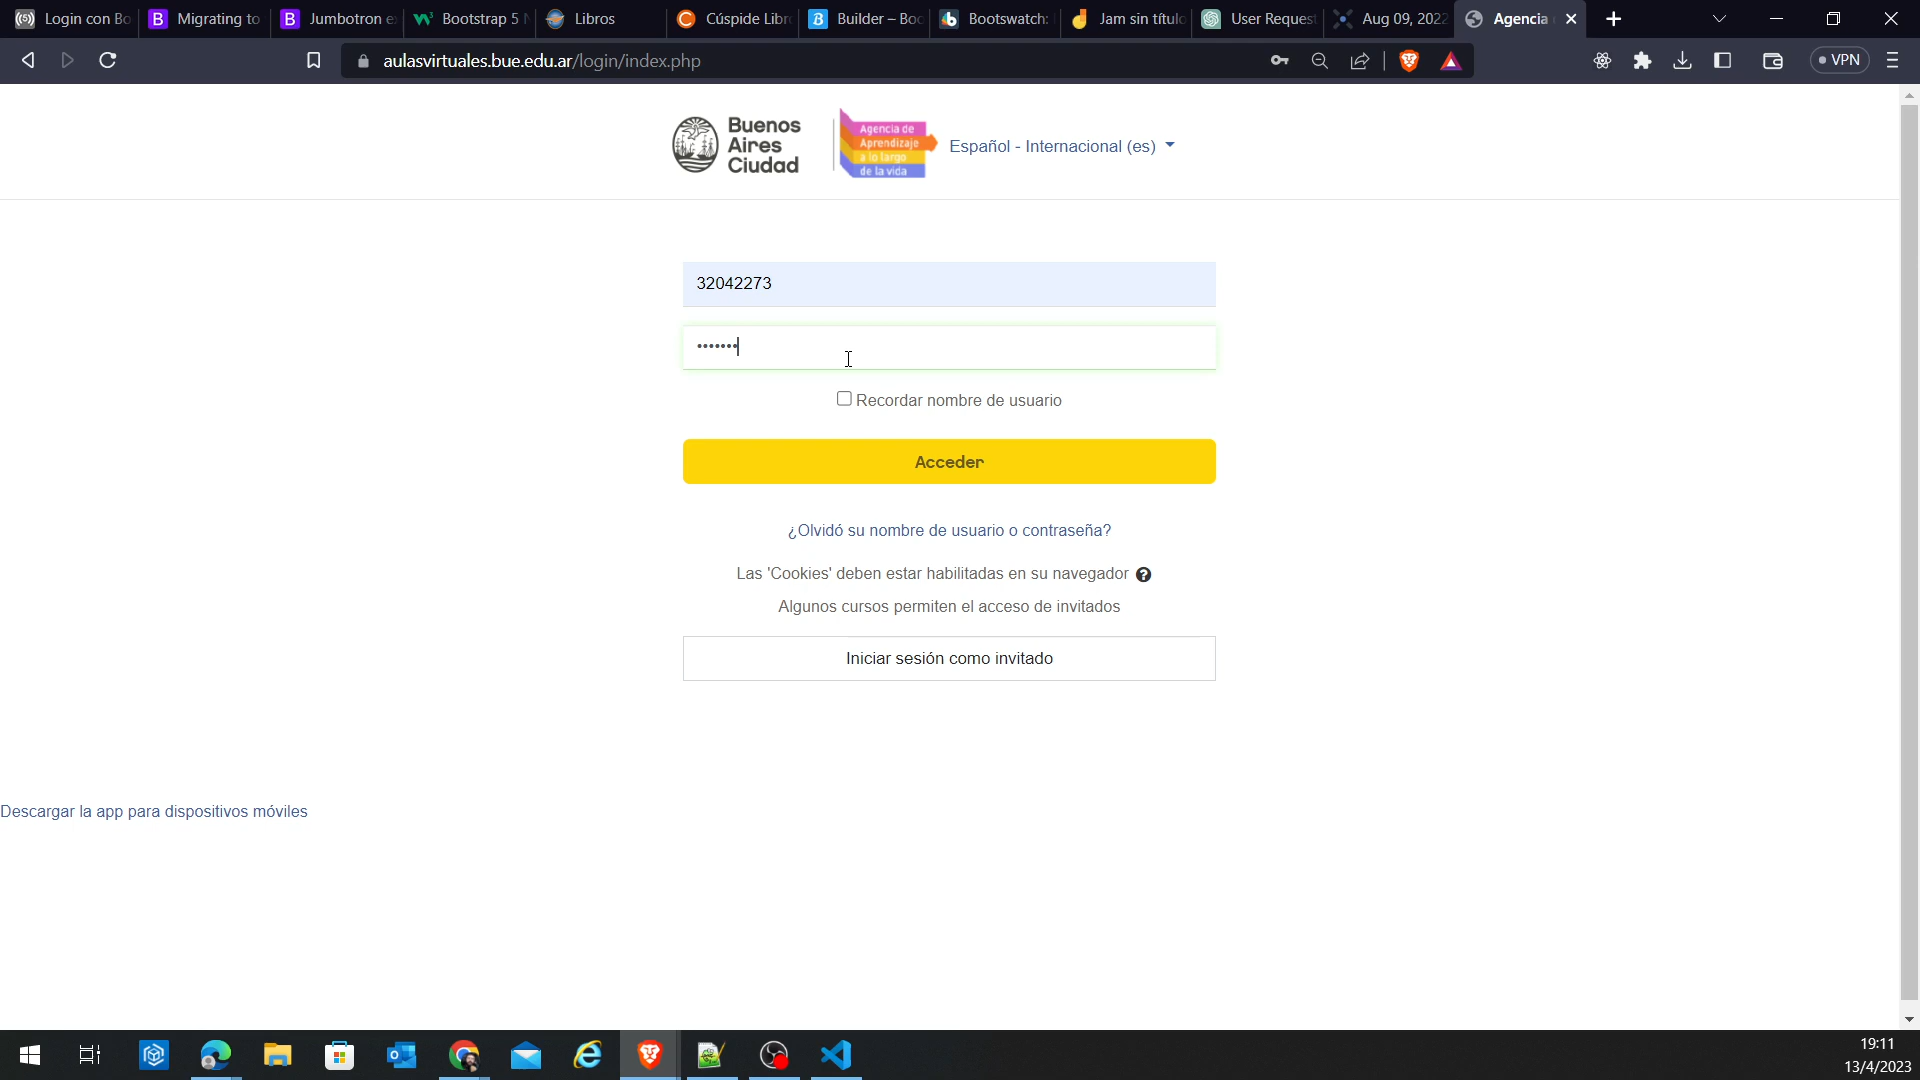 Login con Bo
Migrating to
Jumbotron e
Bootstrap 5
Libros
Cúspide Libr
Builder – Boo
Bootswatch:
Jam sin títul
User Request
Aug 09, 2022
Agencia
aulasvirtuales.bue.edu.ar/login/index.php
VPN
Buenos
Aires
Ciudad
Agencia de
Aprendizaje
a lo largo
de la vida
Español - Internacional (es)
32042273
•••••••
Recordar nombre de usuario
Acceder
¿Olvidó su nombre de usuario o contraseña?
Las 'Cookies' deben estar habilitadas en su navegador
Algunos cursos permiten el acceso de invitados
Iniciar sesión como invitado
Descargar la app para dispositivos móviles
19:11
13/4/2023